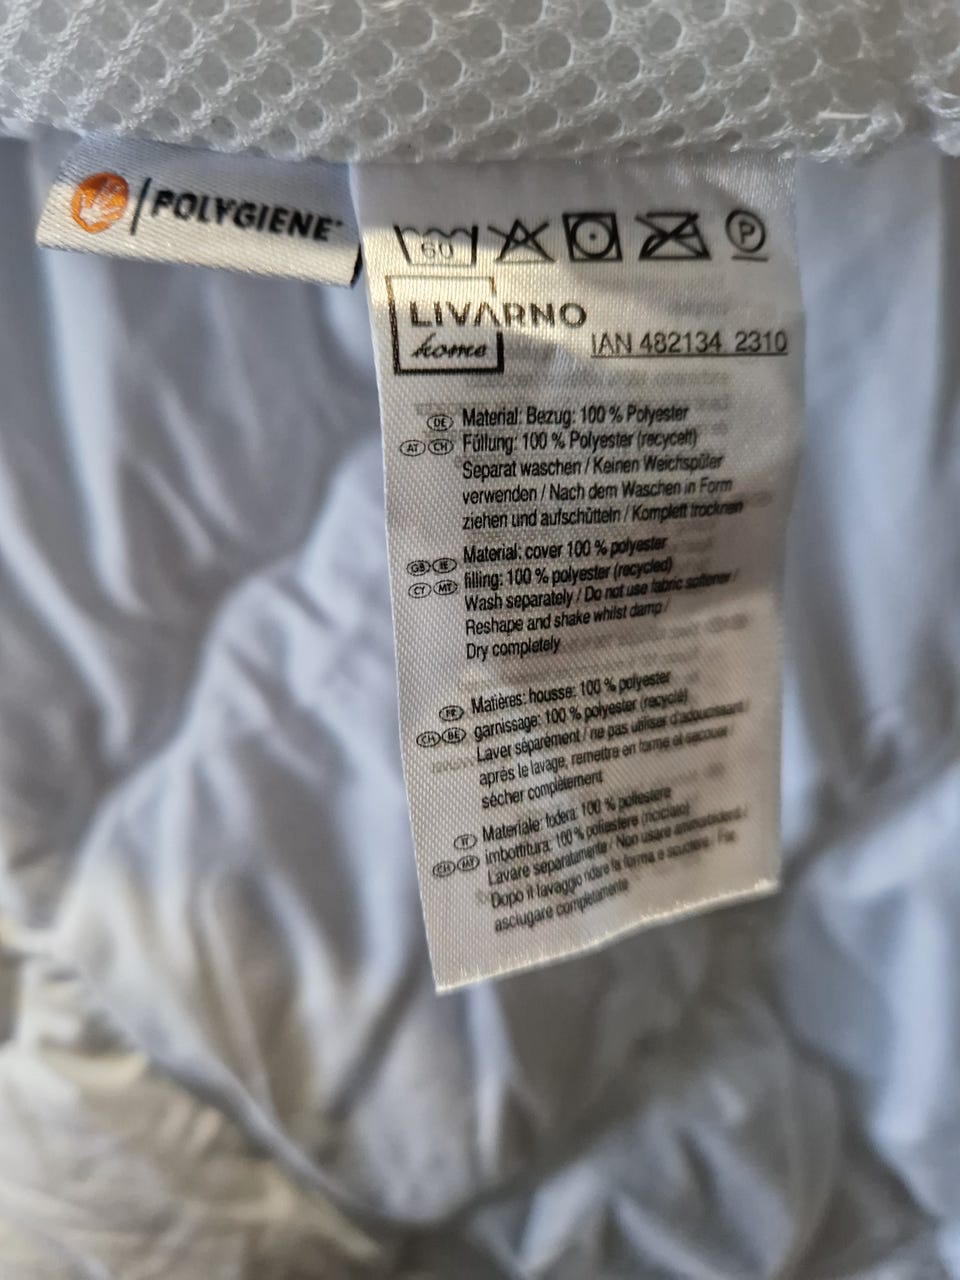 POLYGIENE
60
P
LIVARNO
home
IAN 482134 2310
DE Material: Bezug: 100 % Polyester
AT CH Füllung: 100 % Polyester (recycelt)
Separat waschen / Keinen Weichspüler
verwenden / Nach dem Waschen in Form
ziehen und aufschütteln / Komplett trocknen
GB IE Material: cover 100 % polyester
CY MT filling: 100 % polyester (recycled)
Wash separately / Do not use fabric softener /
Reshape and shake whilst damp /
Dry completely
FR Matières: housse: 100 % polyester
CH BE garnissage: 100 % polyester (recyclé)
Laver séparément / ne pas utiliser d'adoucissant /
après le lavage, remettre en forme et secouer
sécher complètement
IT Materiale: fodera: 100 % poliestere
CH MT imbottitura: 100 % poliestere (riciclato)
Lavare separatamente / Non usare ammorbidenti /
Dopo il lavaggio ridare la forma e scuotere / Far
asciugare completamente